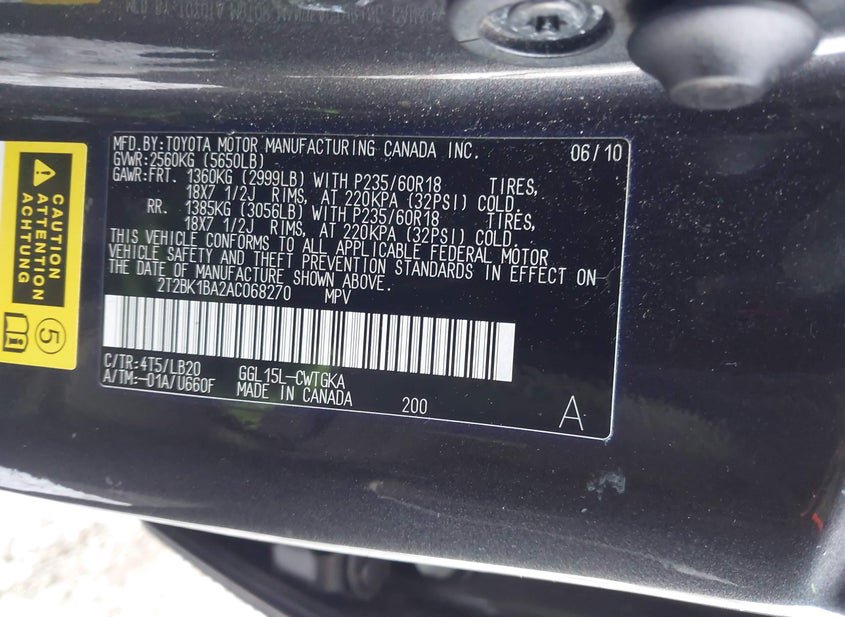 MFD.BY:TOYOTA MOTOR MANUFACTURING CANADA INC. 06/10
GVWR:2560KG (5650LB)
GAWR:FRT. 1360KG (2999LB) WITH P235/60R18 TIRES,
18X7 1/2J RIMS, AT 220KPA (32PSI) COLD.
RR. 1385KG (3056LB) WITH P235/60R18 TIRES,
18X7 1/2J RIMS, AT 220KPA (32PSI) COLD.
THIS VEHICLE CONFORMS TO ALL APPLICABLE FEDERAL MOTOR
VEHICLE SAFETY AND THEFT PREVENTION STANDARDS IN EFFECT ON
THE DATE OF MANUFACTURE SHOWN ABOVE.
2T2BK1BA2AC068270 MPV
C/TR:4T5/LB20 GGL15L-CWTGKA
A/TM:-01A/U660F MADE IN CANADA 200 A
CAUTION
ATTENTION
ACHTUNG
5